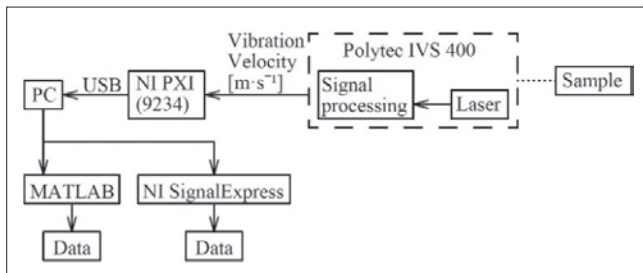 Vibration
Velocity
[m·s⁻¹]
Polytec IVS 400
Sample
Signal
processing
Laser
PC
USB
NI PXI
(9234)
MATLAB
NI SignalExpress
Data
Data